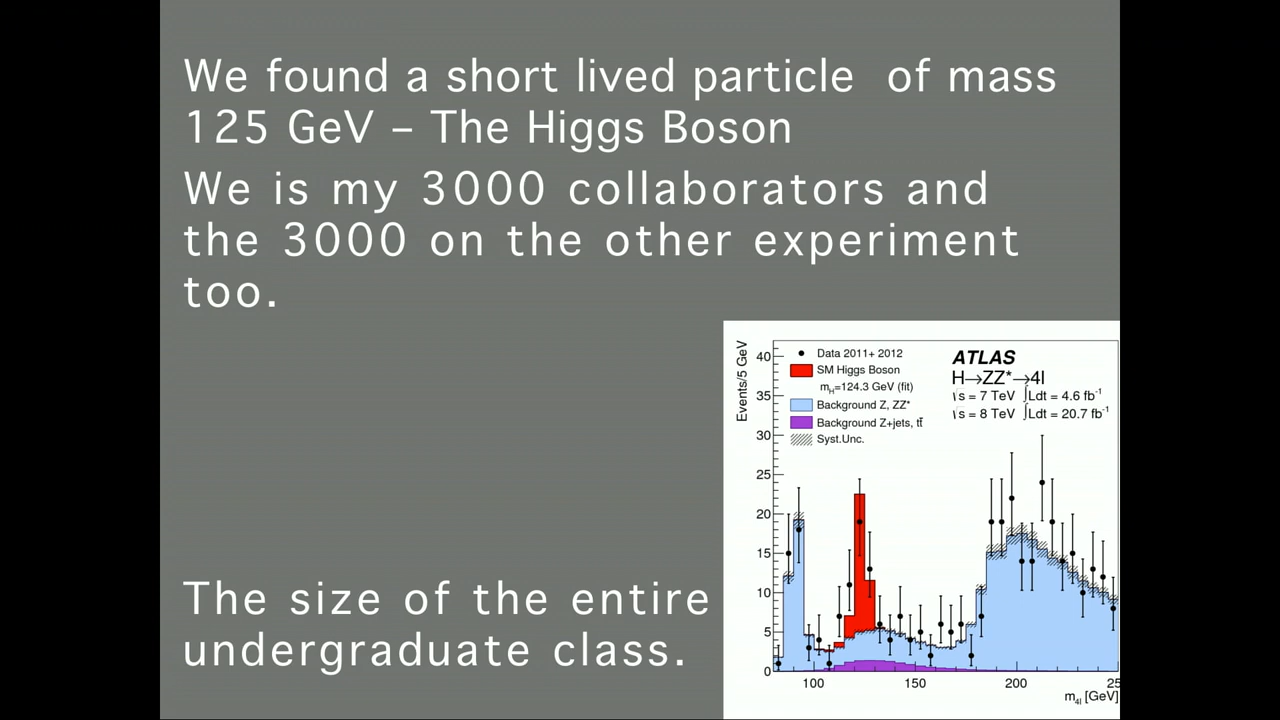 We found a short lived particle of mass
125 GeV – The Higgs Boson
We is my 3000 collaborators and
the 3000 on the other experiment
too.
The size of the entire
undergraduate class.
Events/5 GeV
40
35
30
25
20
15
10
5
0
Data 2011+ 2012
SM Higgs Boson
mH=124.3 GeV (fit)
Background Z, ZZ*
Background Z+jets, tt̄
Syst.Unc.
ATLAS
H→ZZ*→4l
√s = 7 TeV ∫Ldt = 4.6 fb-1
√s = 8 TeV ∫Ldt = 20.7 fb-1
100 150 200 25
m4l [GeV]